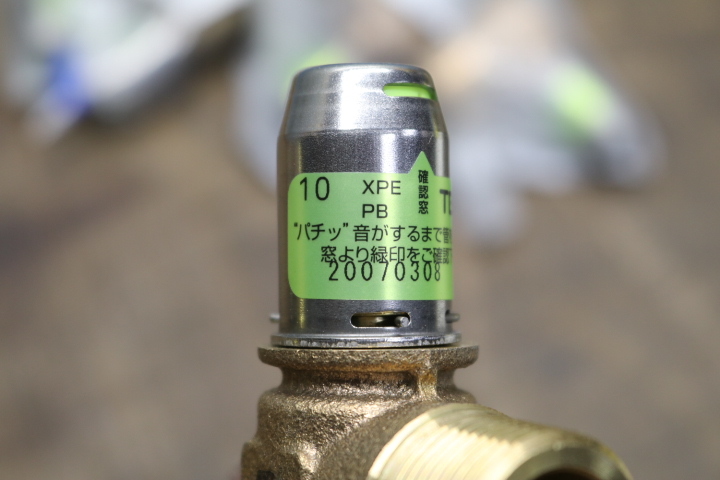 10 XPE
PB
確認窓
"パチッ"音がするまで
窓より緑印をご確認
20070308